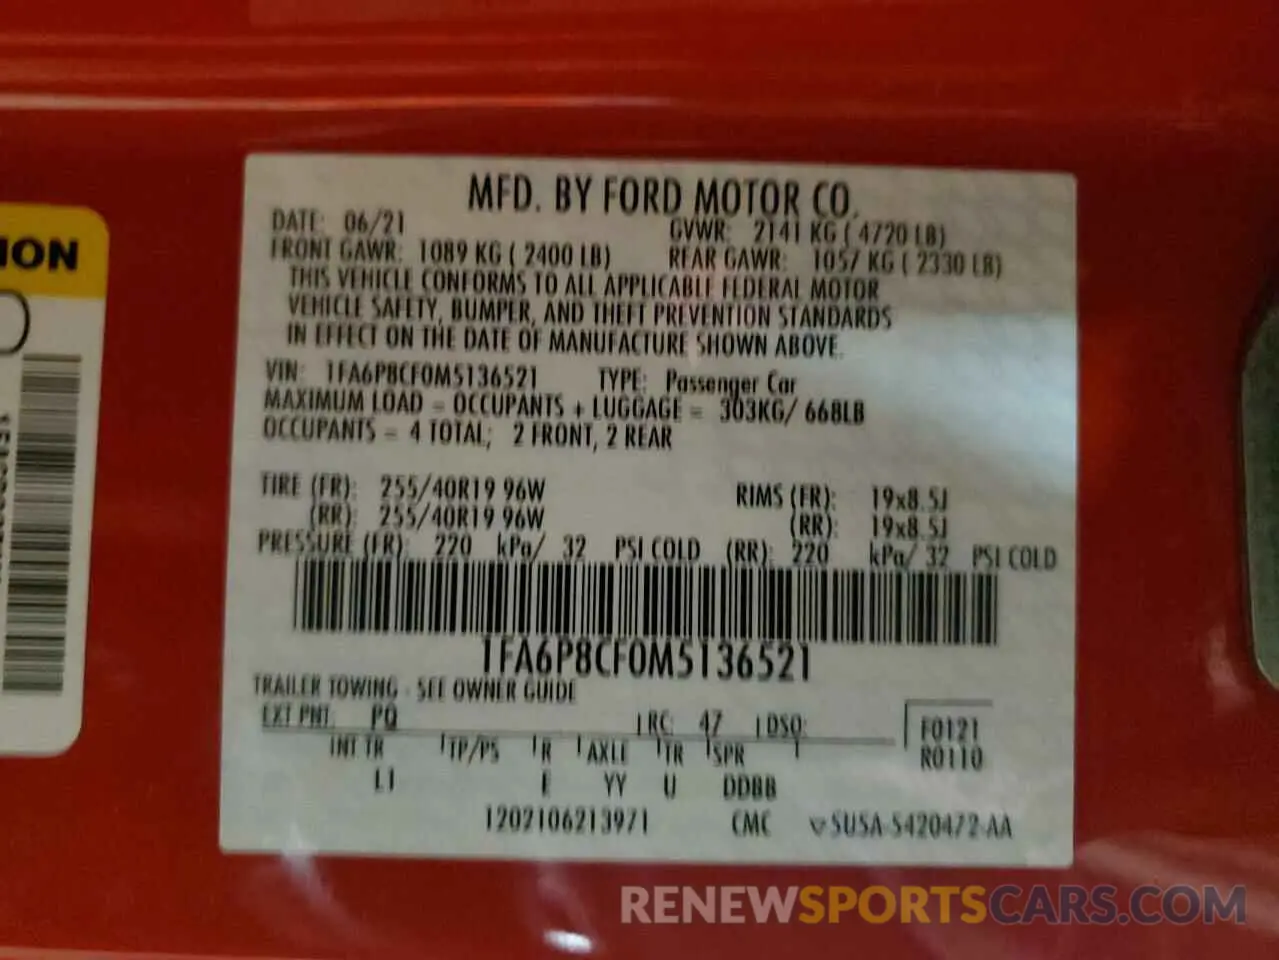 MFD. BY FORD MOTOR CO.
DATE: 06/21 GVWR: 2141 KG ( 4720 LB)
FRONT GAWR: 1089 KG ( 2400 LB) REAR GAWR: 1057 KG ( 2330 LB)
THIS VEHICLE CONFORMS TO ALL APPLICABLE FEDERAL MOTOR
VEHICLE SAFETY, BUMPER, AND THEFT PREVENTION STANDARDS
IN EFFECT ON THE DATE OF MANUFACTURE SHOWN ABOVE.
VIN: 1FA6P8CF0M5136521 TYPE: Passenger Car
MAXIMUM LOAD = OCCUPANTS + LUGGAGE = 303KG/ 668LB
OCCUPANTS = 4 TOTAL; 2 FRONT, 2 REAR
TIRE (FR): 255/40R19 96W RIMS (FR): 19x8.5J
(RR): 255/40R19 96W (RR): 19x8.5J
PRESSURE (FR): 220 kPa/ 32 PSI COLD (RR): 220 kPa/ 32 PSI COLD
1FA6P8CF0M5136521
TRAILER TOWING - SEE OWNER GUIDE
EXT PNT: PQ RC: 47 DSO: F0121
INT TR TP/PS R AXLE TR SPR R0110
LI E YY U DDBB
1202106213971 CMC SUSA-5420472-AA
ION
RENEWSPORTSCARS.COM